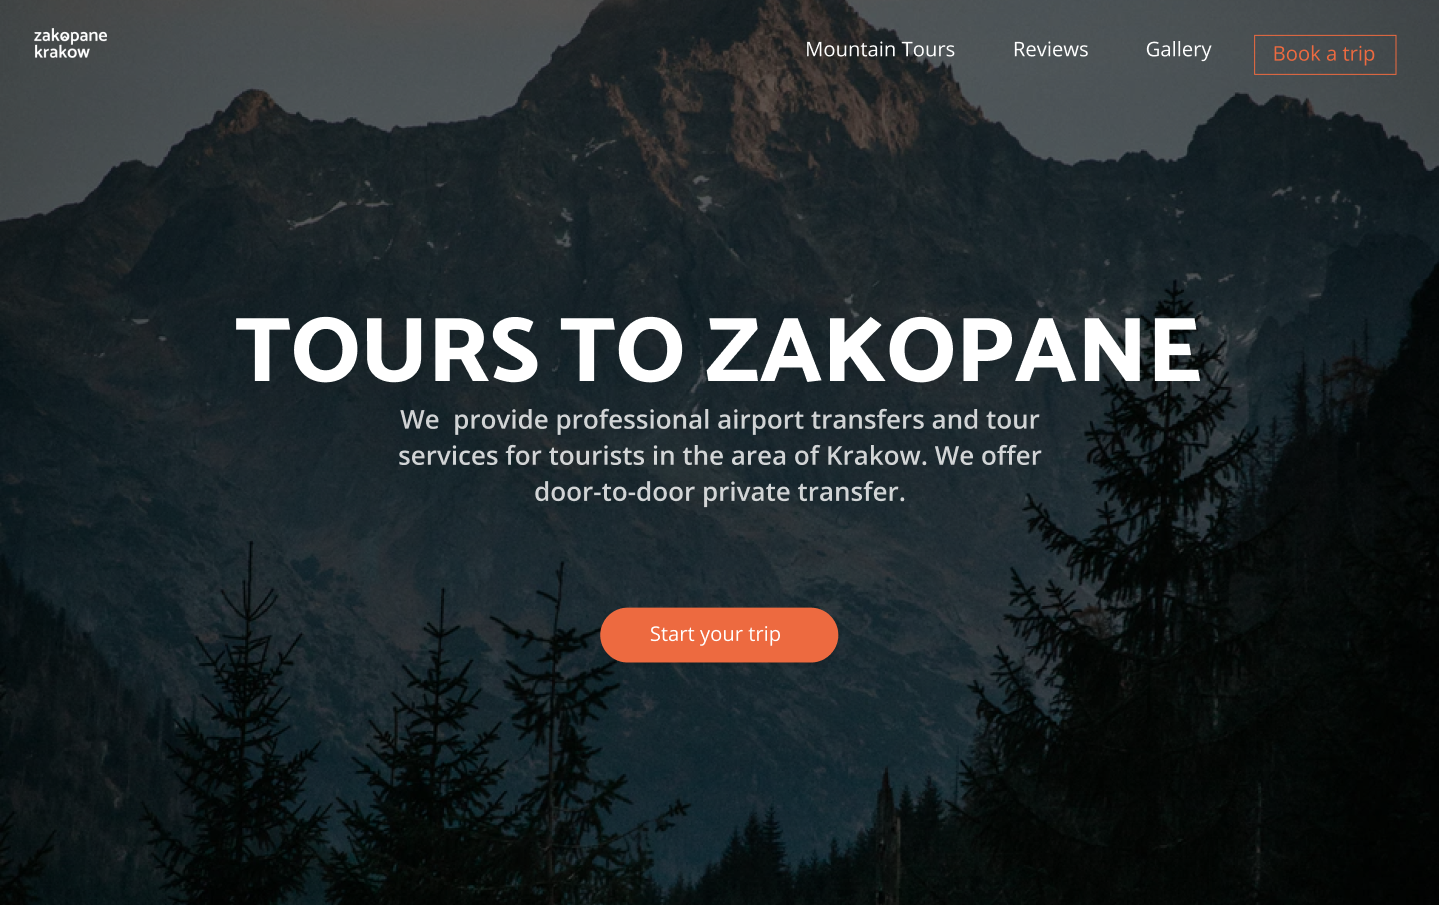 zakopane
krakow
Mountain Tours
Reviews
Gallery
Book a trip
TOURS TO ZAKOPANE
We  provide professional airport transfers and tour
services for tourists in the area of Krakow. We offer
door-to-door private transfer.
Start your trip